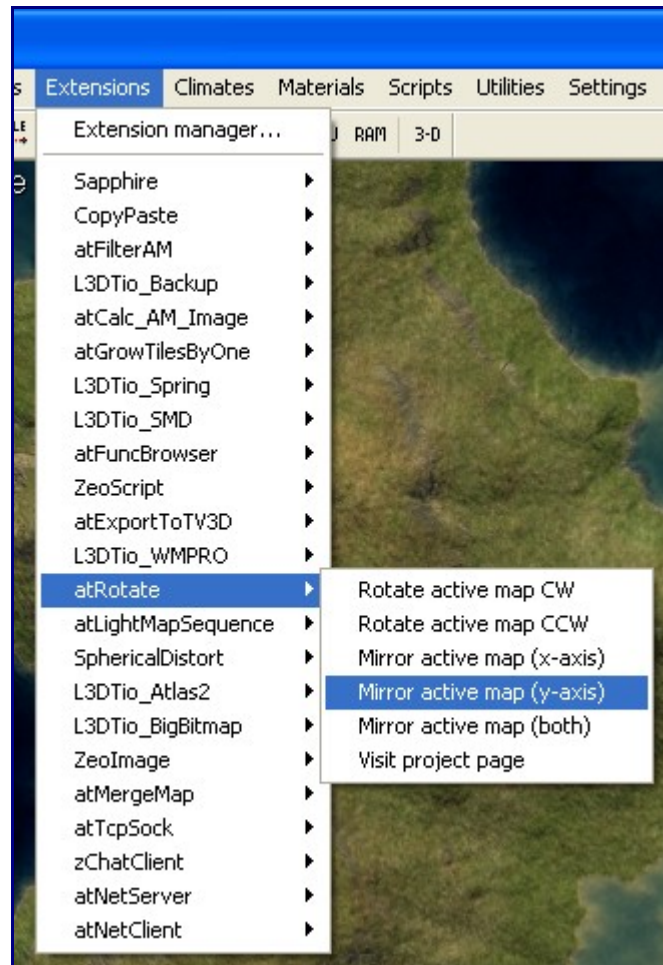 s Extensions Climates Materials Scripts Utilities Settings
LE RAM 3-D
Extension manager...
e
Sapphire
CopyPaste
atFilterAM
L3DTio_Backup
atCalc_AM_Image
atGrowTilesByOne
L3DTio_Spring
L3DTio_SMD
atFuncBrowser
ZeoScript
atExportToTV3D
L3DTio_WMPRO
atRotate
Rotate active map CW
atLightMapSequence
Rotate active map CCW
SphericalDistort
Mirror active map (x-axis)
L3DTio_Atlas2
Mirror active map (y-axis)
L3DTio_BigBitmap
Mirror active map (both)
ZeoImage
Visit project page
atMergeMap
atTcpSock
zChatClient
atNetServer
atNetClient